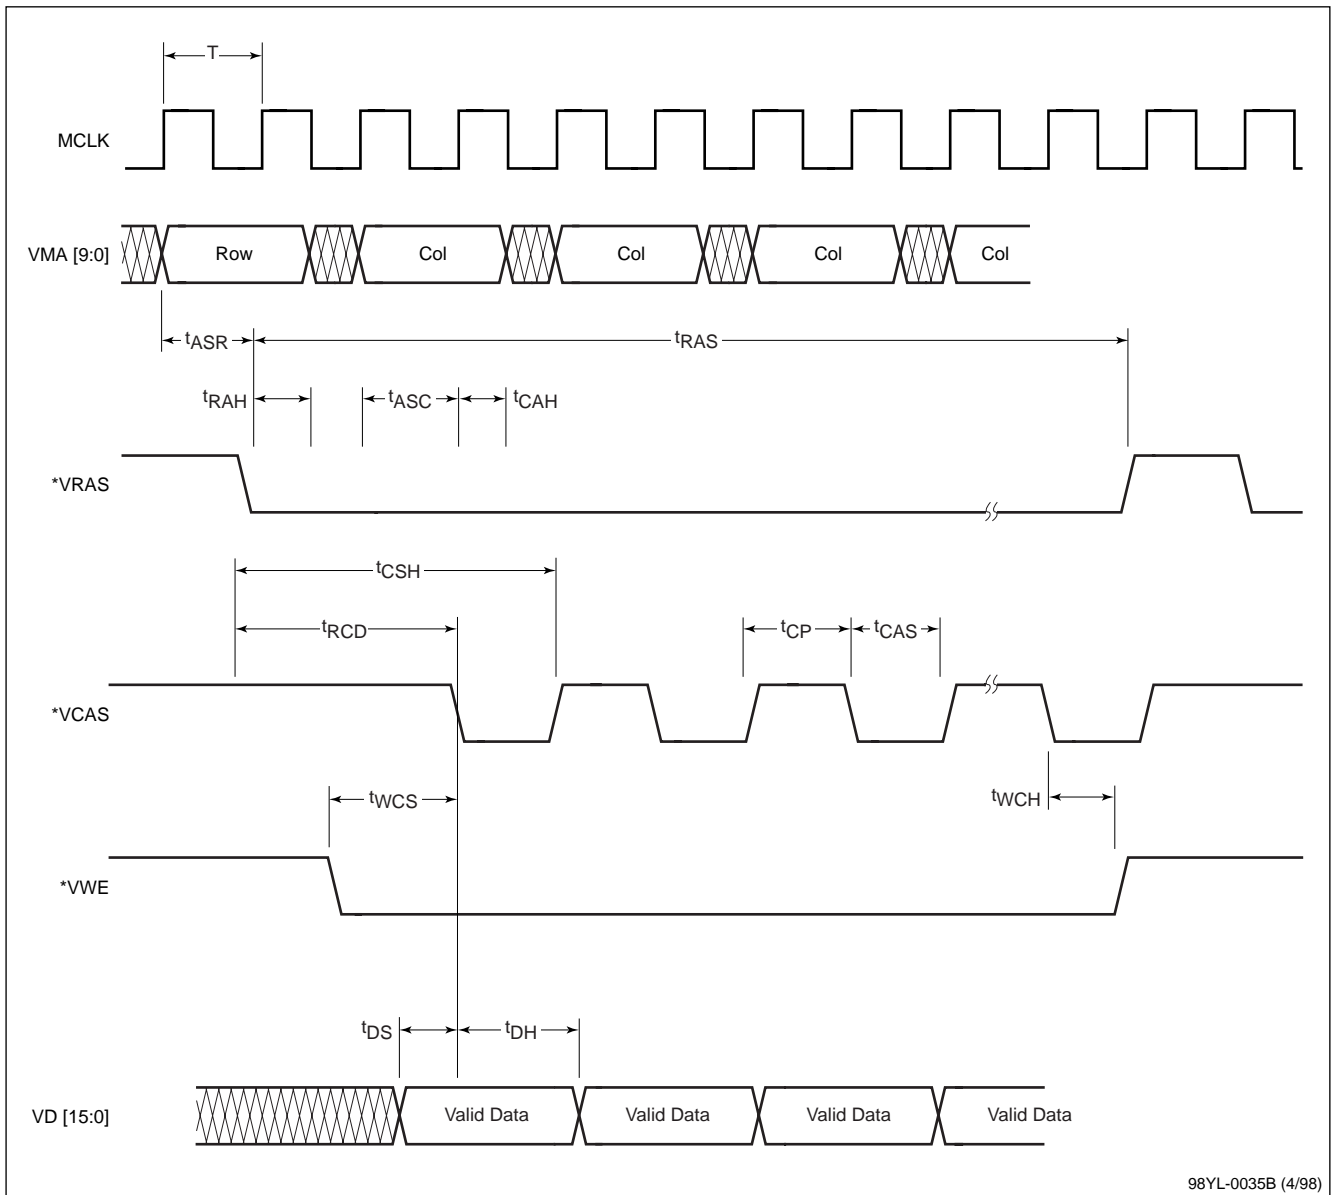 T
MCLK
VMA [9:0] Row Col Col Col Col
tASR tRAS
tRAH tASC tCAH
*VRAS
tCSH
tRCD tCP tCAS
*VCAS
tWCS tWCH
*VWE
tDS tDH
VD [15:0] Valid Data Valid Data Valid Data Valid Data
98YL-0035B (4/98)